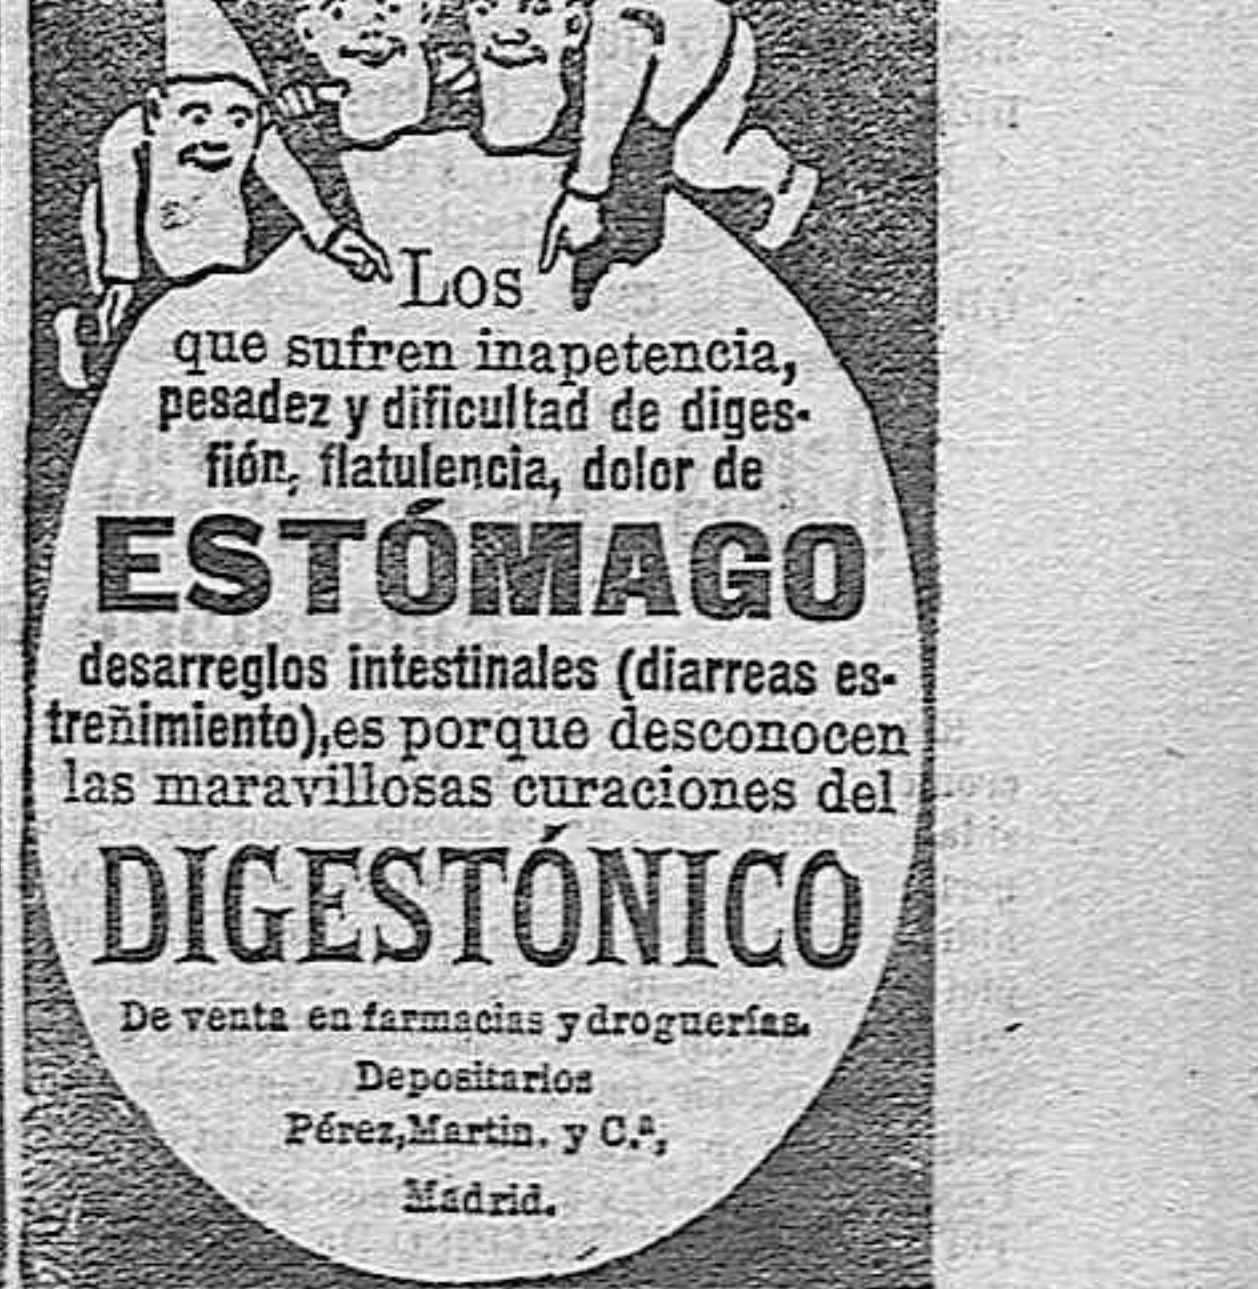 Los
que sufren inapetencia,
pesadez y dificultad de diges-
tión, flatulencia, dolor de
ESTÓMAGO
desarreglos intestinales (diarreas es-
treñimiento), es porque desconocen
las maravillosas curaciones del
DIGESTÓNICO
De venta en farmacias y droguerías.
Depositarios
Pérez, Martin. y C.ª,
Madrid.